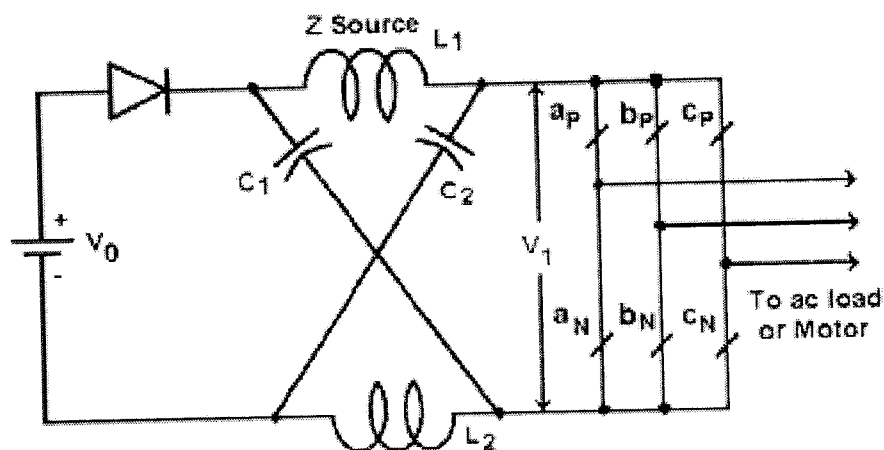 Z Source
L1
aP bP cP
C1
C2
+
V0
-
V1
To ac load
or Motor
aN bN cN
L2